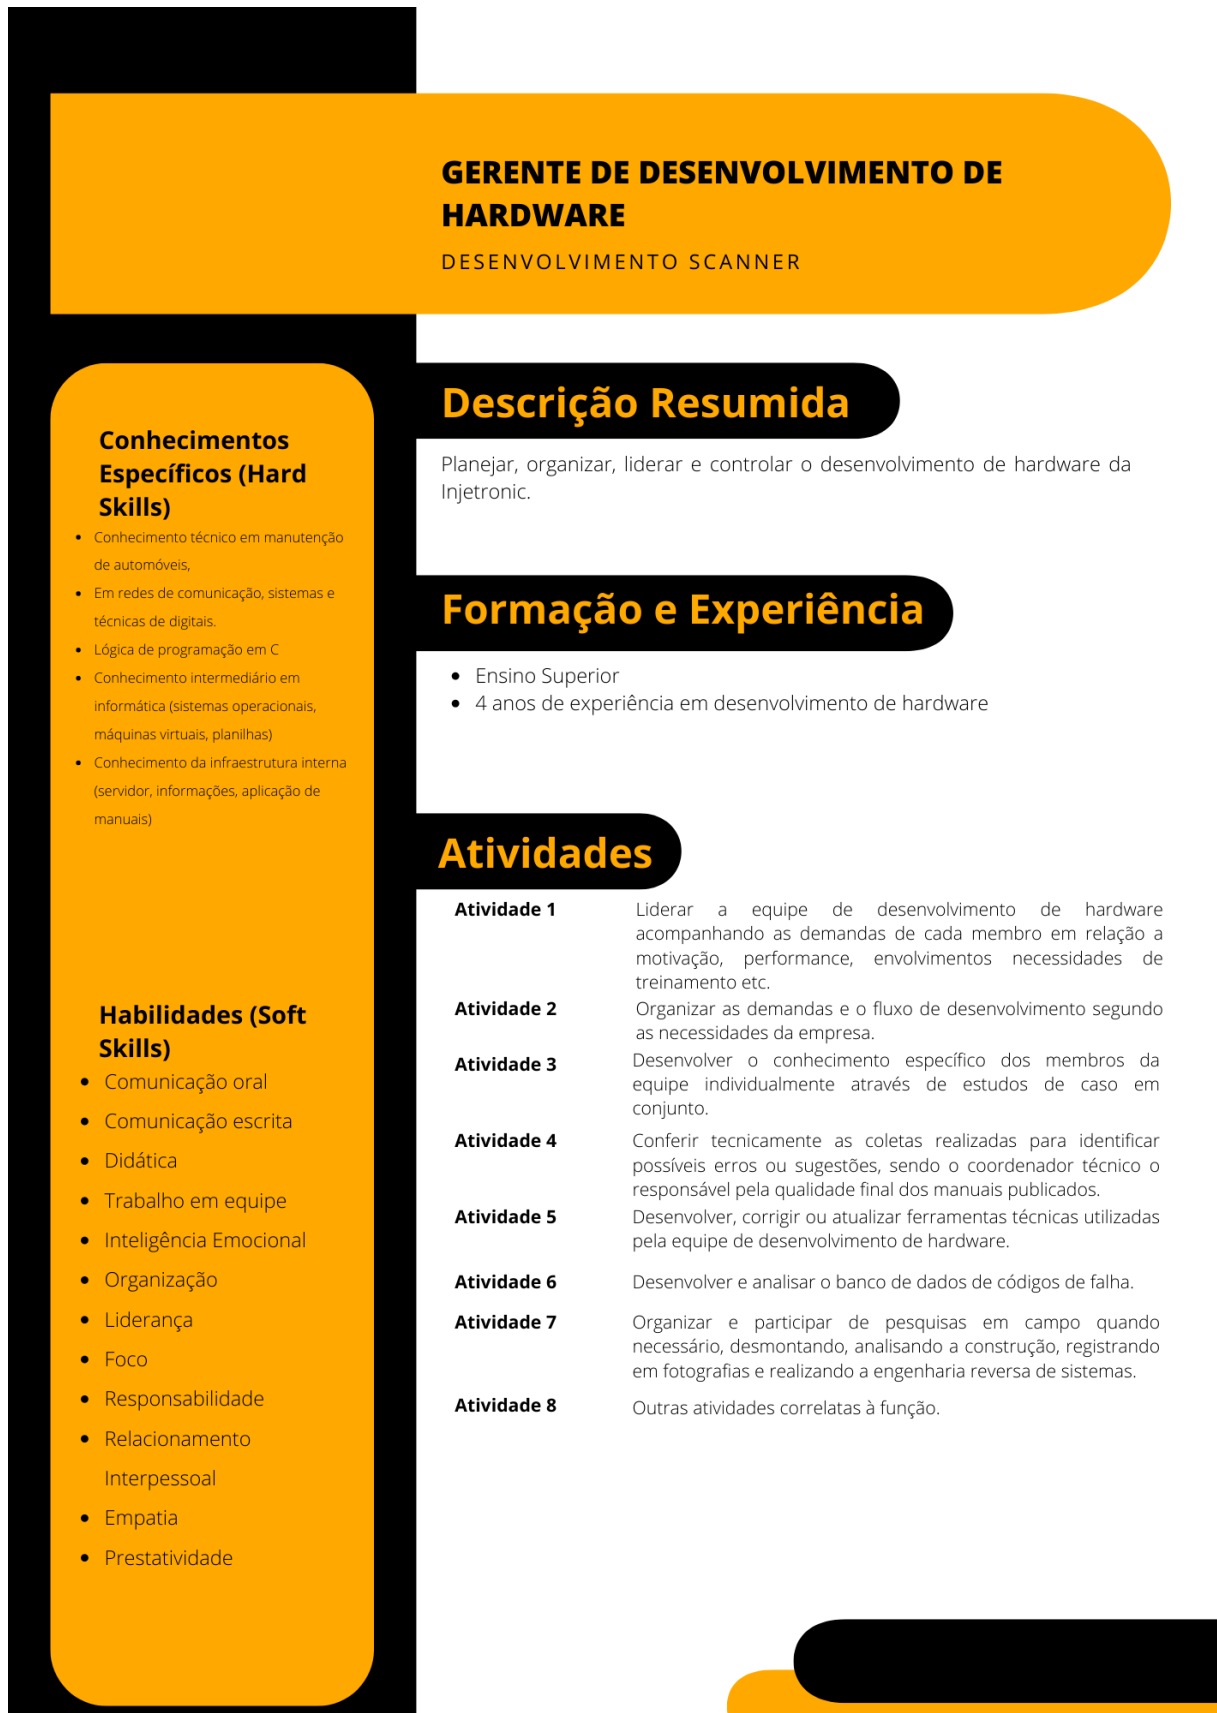 GERENTE DE DESENVOLVIMENTO DE
HARDWARE
DESENVOLVIMENTO SCANNER
Conhecimentos
Específicos (Hard
Skills)
• Conhecimento técnico em manutenção
de automóveis,
• Em redes de comunicação, sistemas e
técnicas de digitais.
• Lógica de programação em C
• Conhecimento intermediário em
informática (sistemas operacionais,
máquinas virtuais, planilhas)
• Conhecimento da infraestrutura interna
(servidor, informações, aplicação de
manuais)
Habilidades (Soft
Skills)
• Comunicação oral
• Comunicação escrita
• Didática
• Trabalho em equipe
• Inteligência Emocional
• Organização
• Liderança
• Foco
• Responsabilidade
• Relacionamento
Interpessoal
• Empatia
• Prestatividade
Descrição Resumida
Planejar, organizar, liderar e controlar o desenvolvimento de hardware da
Injetronic.
Formação e Experiência
• Ensino Superior
• 4 anos de experiência em desenvolvimento de hardware
Atividades
Atividade 1 Liderar a equipe de desenvolvimento de hardware
acompanhando as demandas de cada membro em relação a
motivação, performance, envolvimentos necessidades de
treinamento etc.
Atividade 2 Organizar as demandas e o fluxo de desenvolvimento segundo
as necessidades da empresa.
Atividade 3 Desenvolver o conhecimento específico dos membros da
equipe individualmente através de estudos de caso em
conjunto.
Atividade 4 Conferir tecnicamente as coletas realizadas para identificar
possíveis erros ou sugestões, sendo o coordenador técnico o
responsável pela qualidade final dos manuais publicados.
Atividade 5 Desenvolver, corrigir ou atualizar ferramentas técnicas utilizadas
pela equipe de desenvolvimento de hardware.
Atividade 6 Desenvolver e analisar o banco de dados de códigos de falha.
Atividade 7 Organizar e participar de pesquisas em campo quando
necessário, desmontando, analisando a construção, registrando
em fotografias e realizando a engenharia reversa de sistemas.
Atividade 8 Outras atividades correlatas à função.